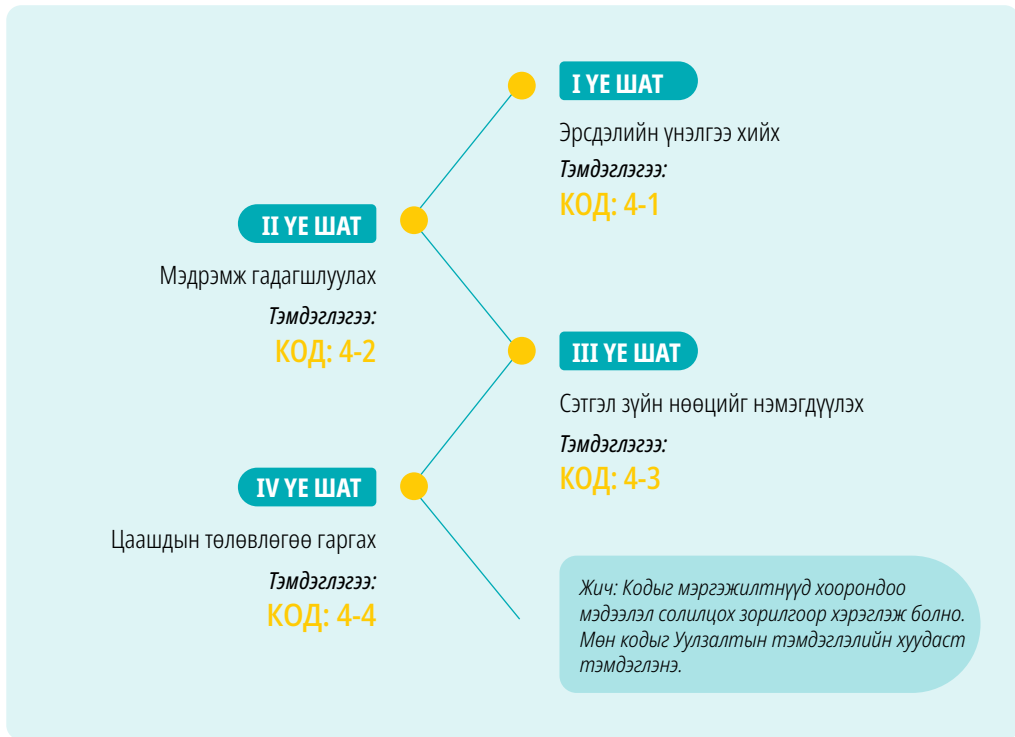 I ҮЕ ШАТ
Эрсдэлийн үнэлгээ хийх
Тэмдэглэгээ:
КОД: 4-1
II ҮЕ ШАТ
Мэдрэмж гадагшлуулах
Тэмдэглэгээ:
КОД: 4-2
III ҮЕ ШАТ
Сэтгэл зүйн нөөцийг нэмэгдүүлэх
Тэмдэглэгээ:
КОД: 4-3
IV ҮЕ ШАТ
Цаашдын төлөвлөгөө гаргах
Тэмдэглэгээ:
КОД: 4-4
Жич: Кодыг мэргэжилтнүүд хоорондоо
мэдээлэл солилцох зорилгоор хэрэглэж болно.
Мөн кодыг Уулзалтын тэмдэглэлийн хуудаст
тэмдэглэнэ.